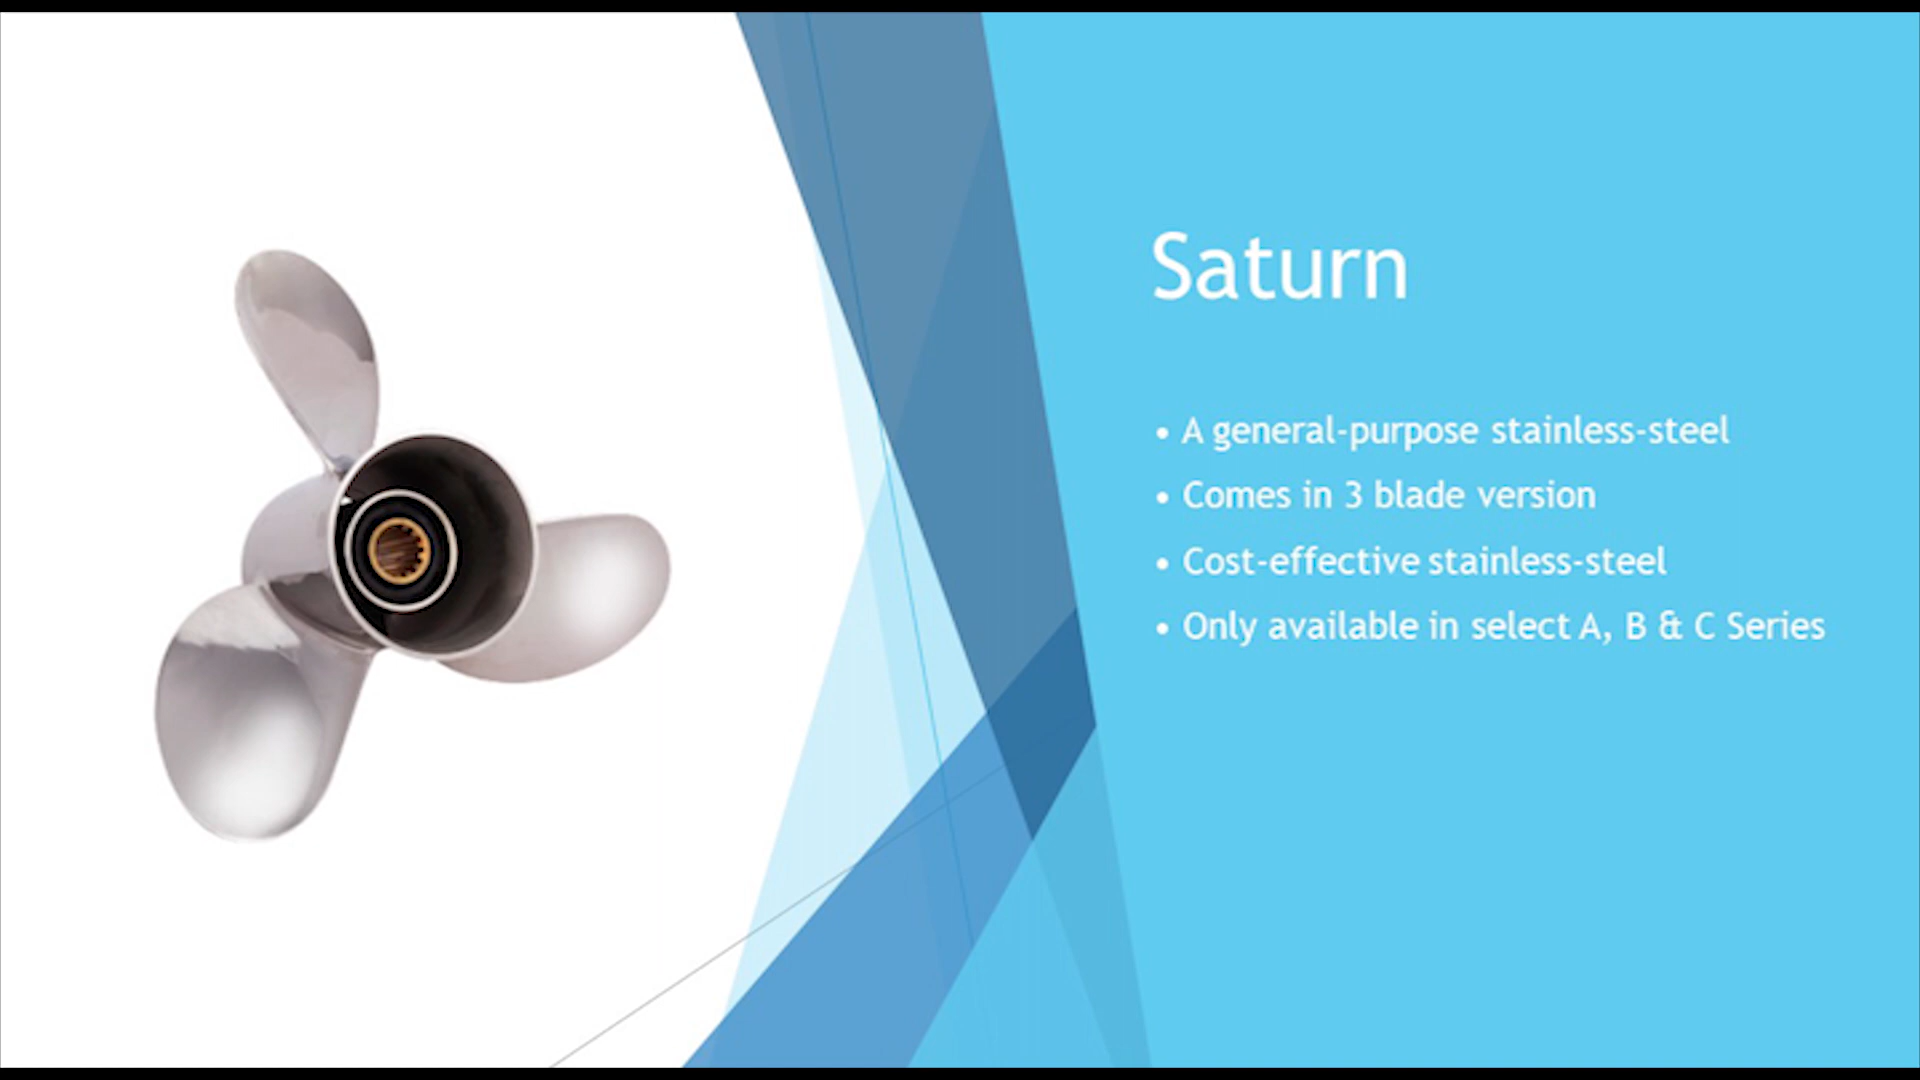 Saturn
• A general-purpose stainless-steel
• Comes in 3 blade version
• Cost-effective stainless-steel
• Only available in select A, B & C Series